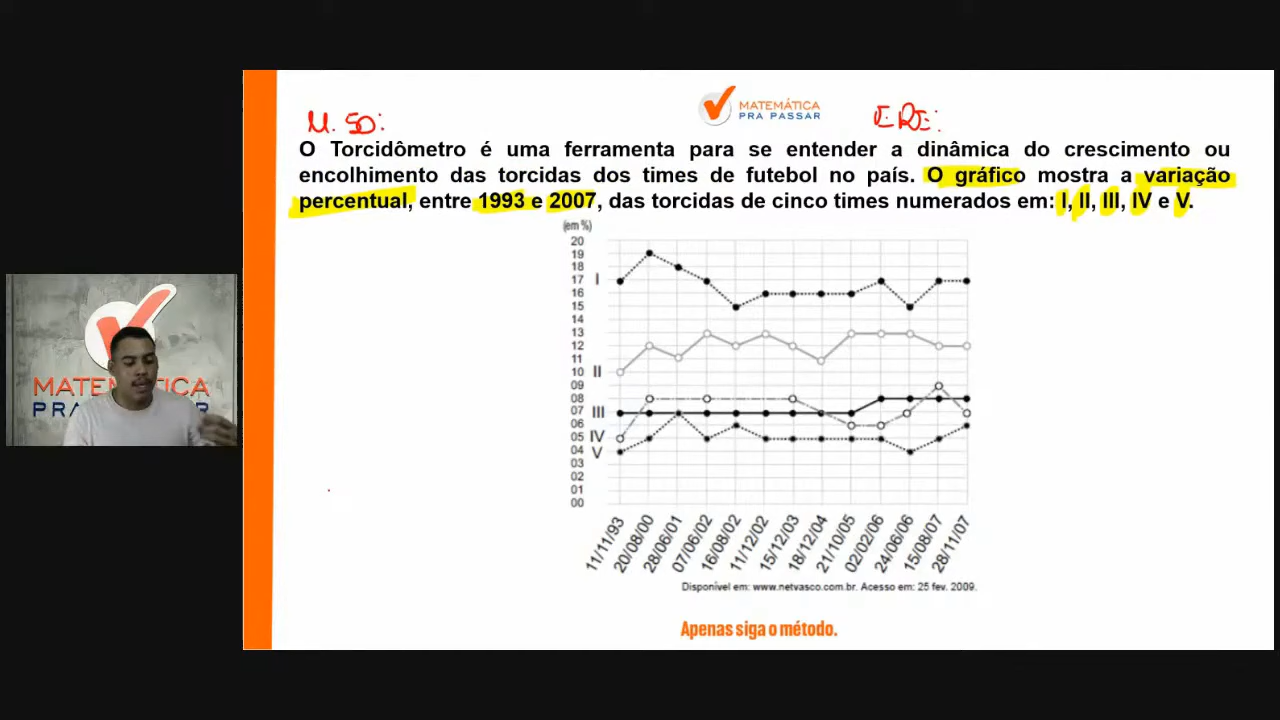 MATEMÁTICA
PRA PASSAR
M. SD:
O Torcidômetro é uma ferramenta para se entender a dinâmica do crescimento ou
encolhimento das torcidas dos times de futebol no país. O gráfico mostra a variação
percentual, entre 1993 e 2007, das torcidas de cinco times numerados em: I, II, III, IV e V.
(em %)
20
19
18
17
16
15
14
13
12
11
10
09
08
07
06
05
04
03
02
01
00
I
II
III
IV
V
11/11/93
20/08/00
28/06/01
07/06/02
16/08/02
11/12/02
15/12/03
18/12/04
21/10/05
02/02/06
24/06/06
15/08/07
28/11/07
Disponível em: www.netvasco.com.br. Acesso em: 25 fev. 2009.
Apenas siga o método.
MATEMÁTICA
PRA